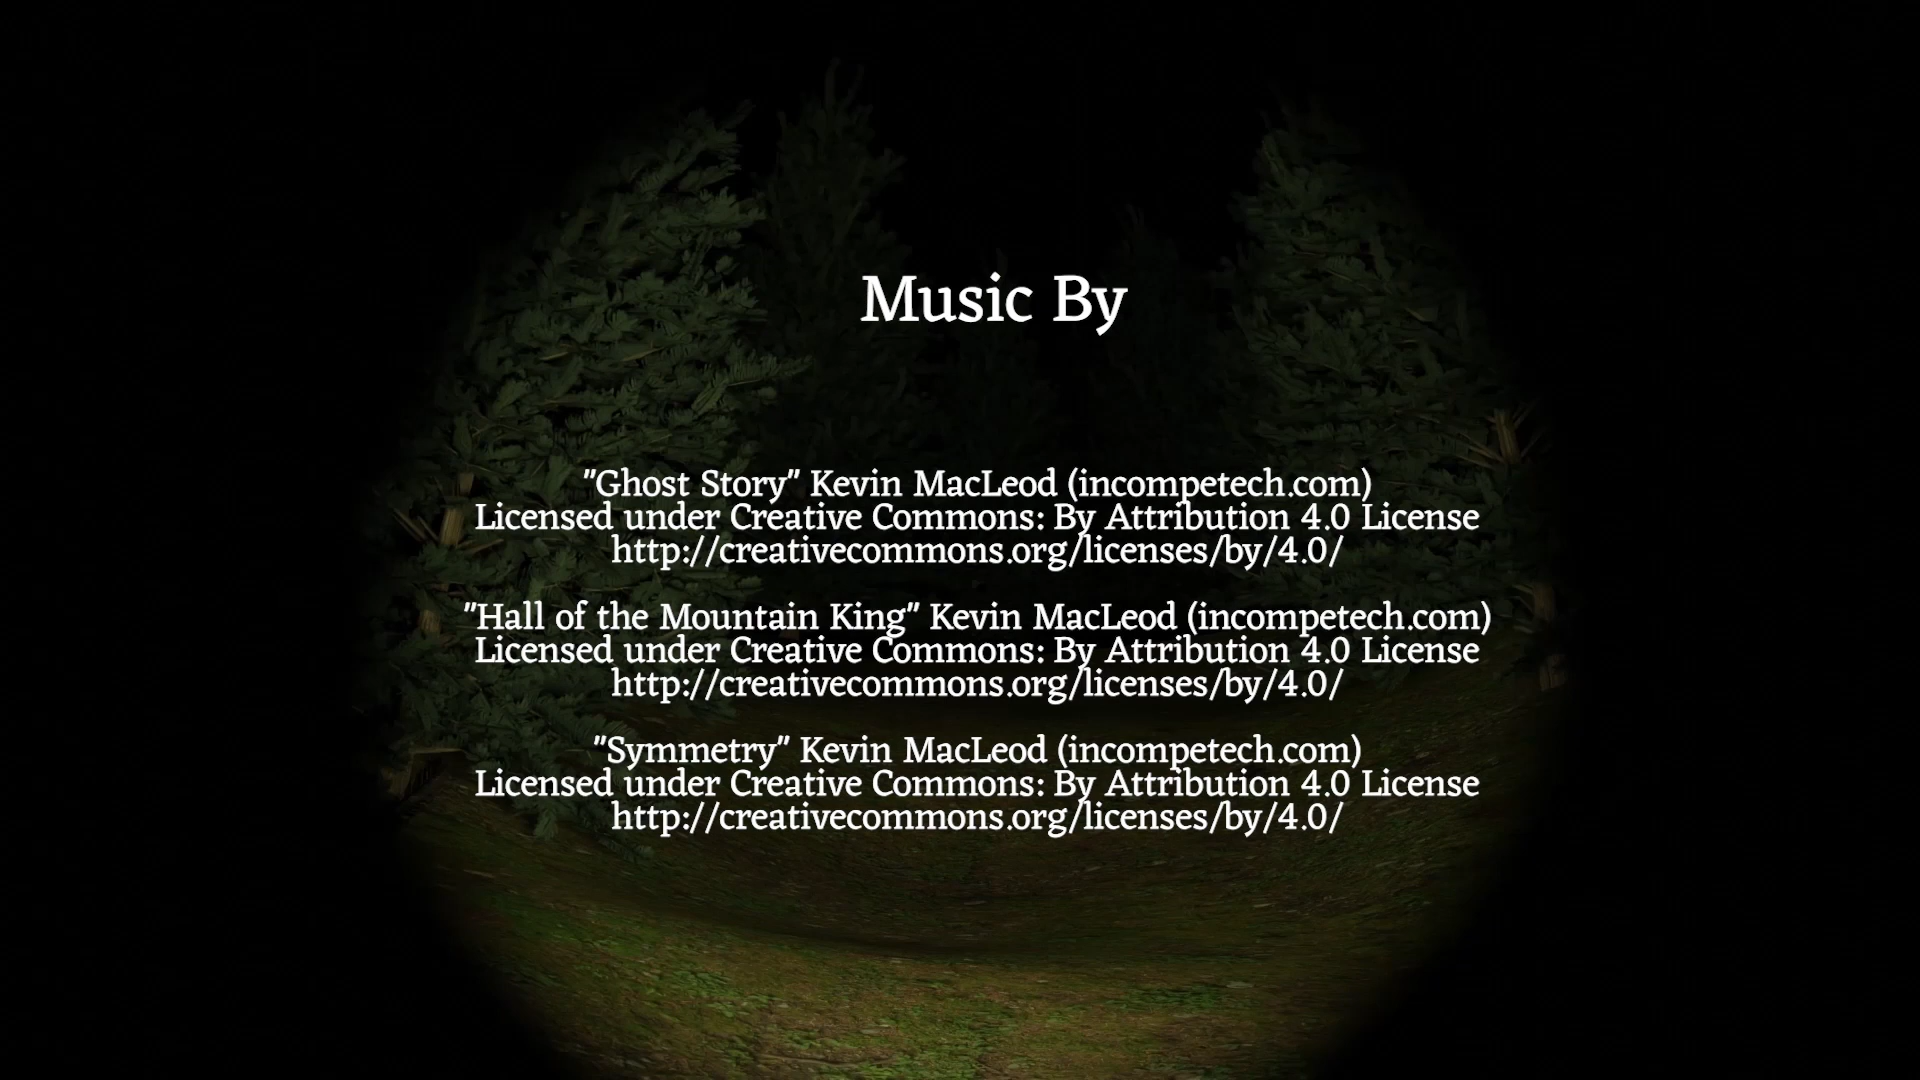 Music By
"Ghost Story" Kevin MacLeod (incompetech.com)
Licensed under Creative Commons: By Attribution 4.0 License
http://creativecommons.org/licenses/by/4.0/
"Hall of the Mountain King" Kevin MacLeod (incompetech.com)
Licensed under Creative Commons: By Attribution 4.0 License
http://creativecommons.org/licenses/by/4.0/
"Symmetry" Kevin MacLeod (incompetech.com)
Licensed under Creative Commons: By Attribution 4.0 License
http://creativecommons.org/licenses/by/4.0/